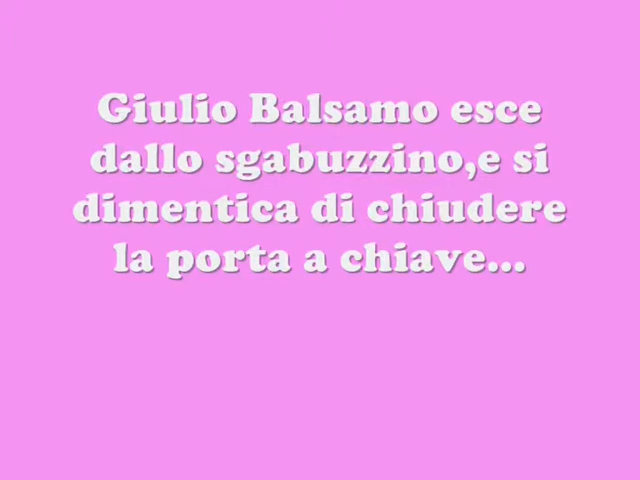 Giulio Balsamo esce
dallo sgabuzzino,e si
dimentica di chiudere
la porta a chiave...